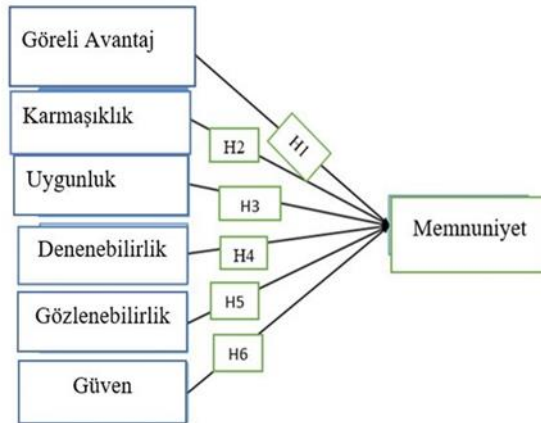 Göreli Avantaj
Karmaşıklık
Uygunluk
Denenebilirlik
Gözlenebilirlik
Güven
H1
H2
H3
H4
H5
H6
Memnuniyet